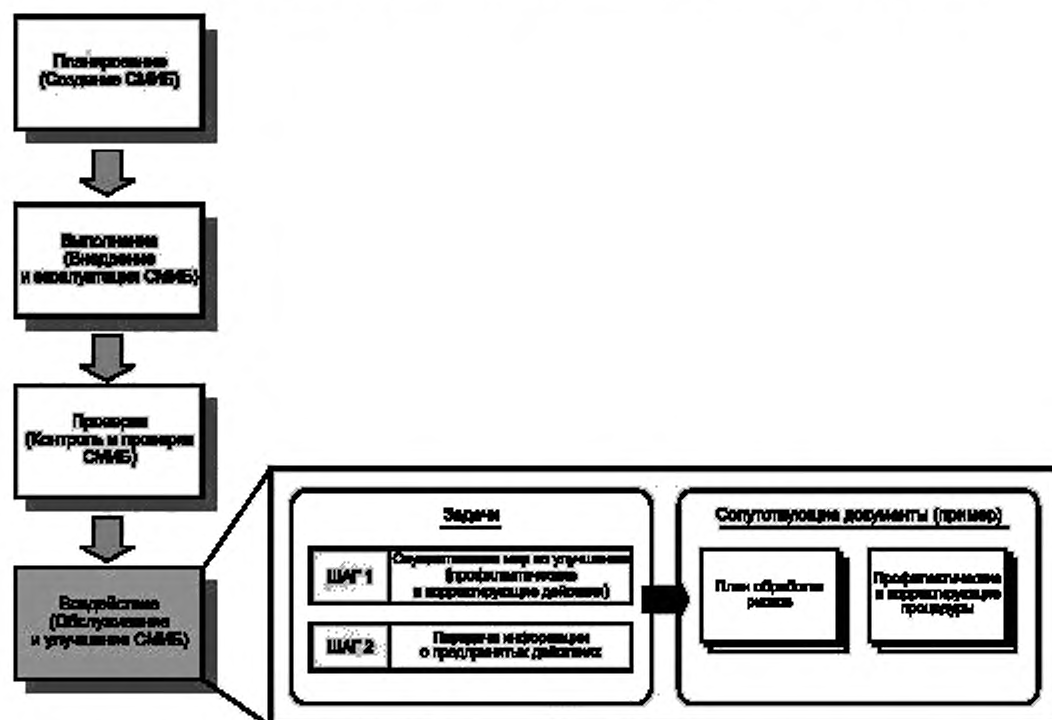 Планирование
(Создание СМИБ)
Выполнение
(Внедрение
и эксплуатация СМИБ)
Проверка
(Контроль и проверка
СМИБ)
Воздействие
(Обслуживание
и улучшение СМИБ)
Задачи
ШАГ 1
Осуществление мер по улучшению
(профилактические
и корректирующие действия)
ШАГ 2
Передача информации
о предпринятых действиях
Сопутствующие документы (пример)
План обработки
рисков
Профилактические
и корректирующие
процедуры